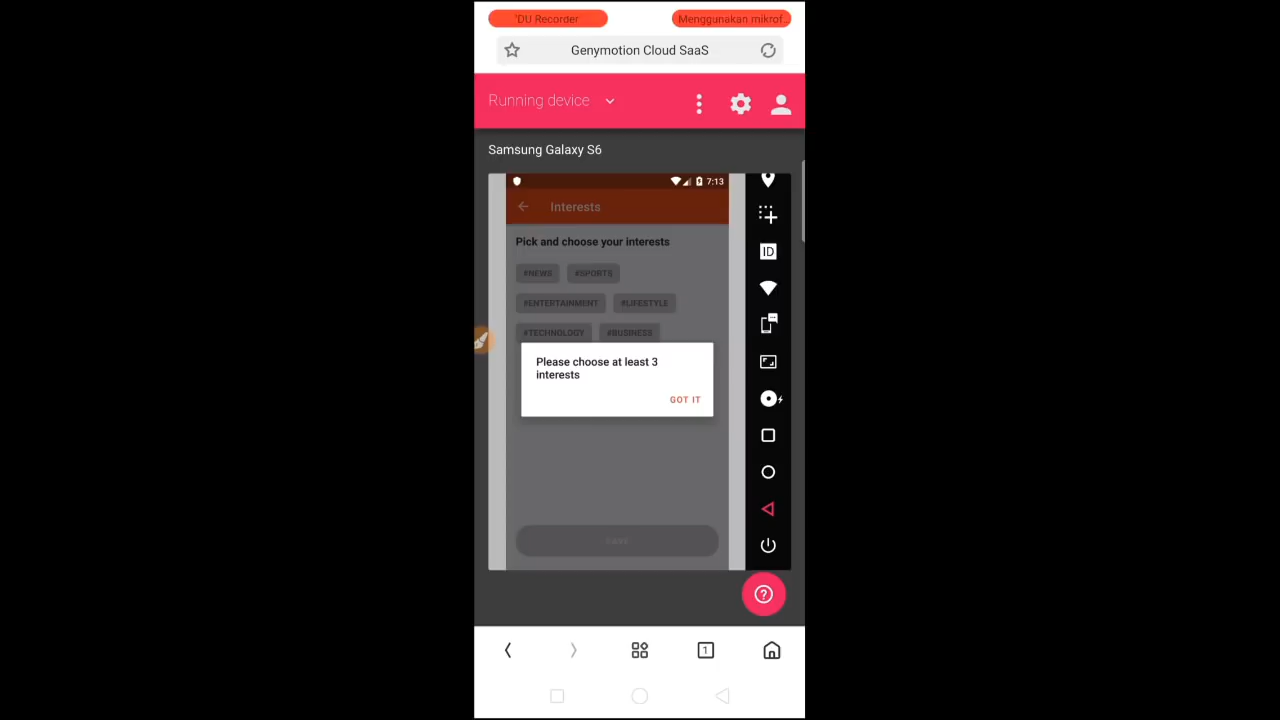 "DU Recorder
Menggunakan mikrof...
Genymotion Cloud SaaS
Running device
Samsung Galaxy S6
7:13
Interests
Pick and choose your interests
#NEWS
#SPORTS
#ENTERTAINMENT
#LIFESTYLE
#TECHNOLOGY
#BUSINESS
Please choose at least 3
interests
GOT IT
ID
1